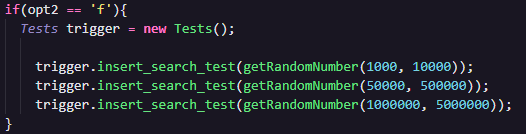 if(opt2 == 'f'){
Tests trigger = new Tests();
trigger.insert_search_test(getRandomNumber(1000, 10000));
trigger.insert_search_test(getRandomNumber(50000, 500000));
trigger.insert_search_test(getRandomNumber(1000000, 5000000));
}